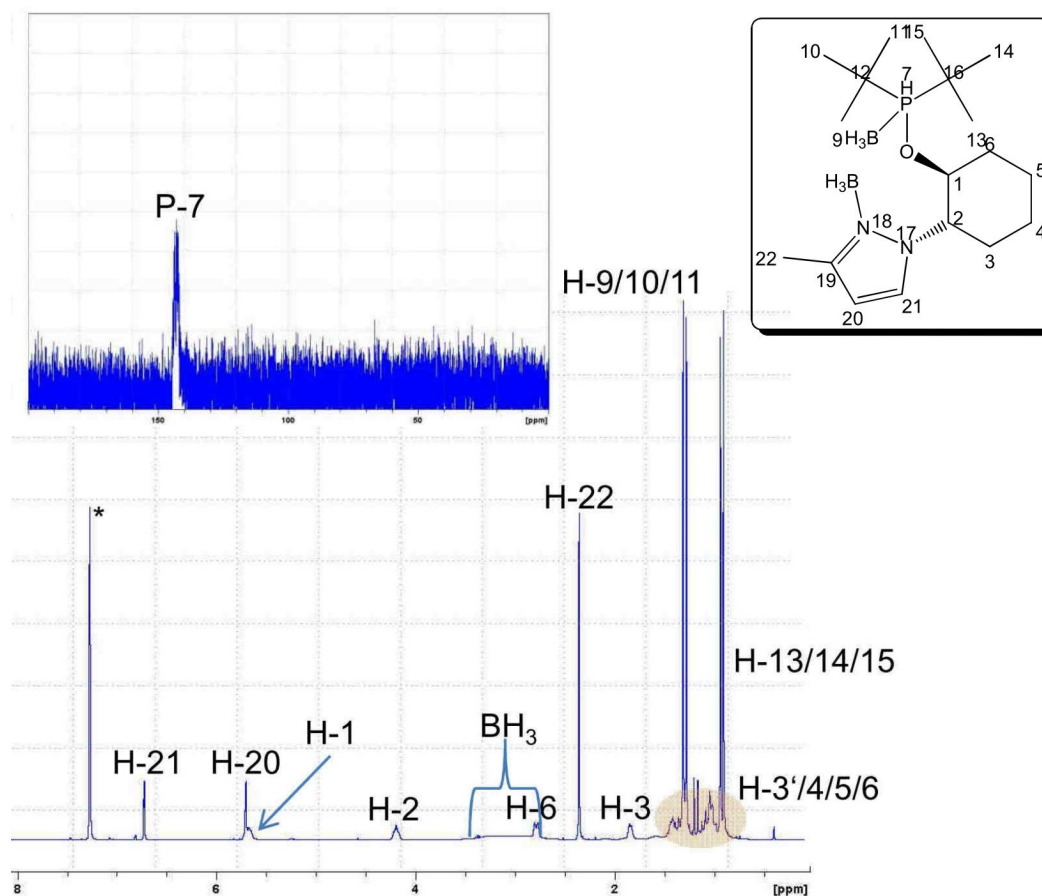 P-7
150
100
50
[ppm]
11
15
10
14
12
7
H
16
P
9
H₃B
13
6
O
5
1
H₃B
2
4
N
18
N
17
3
22
19
21
20
H-9/10/11
*
H-22
H-13/14/15
H-21
H-20
H-1
BH₃
H-2
H-6
H-3
H-3‘/4/5/6
8
6
4
2
[ppm]